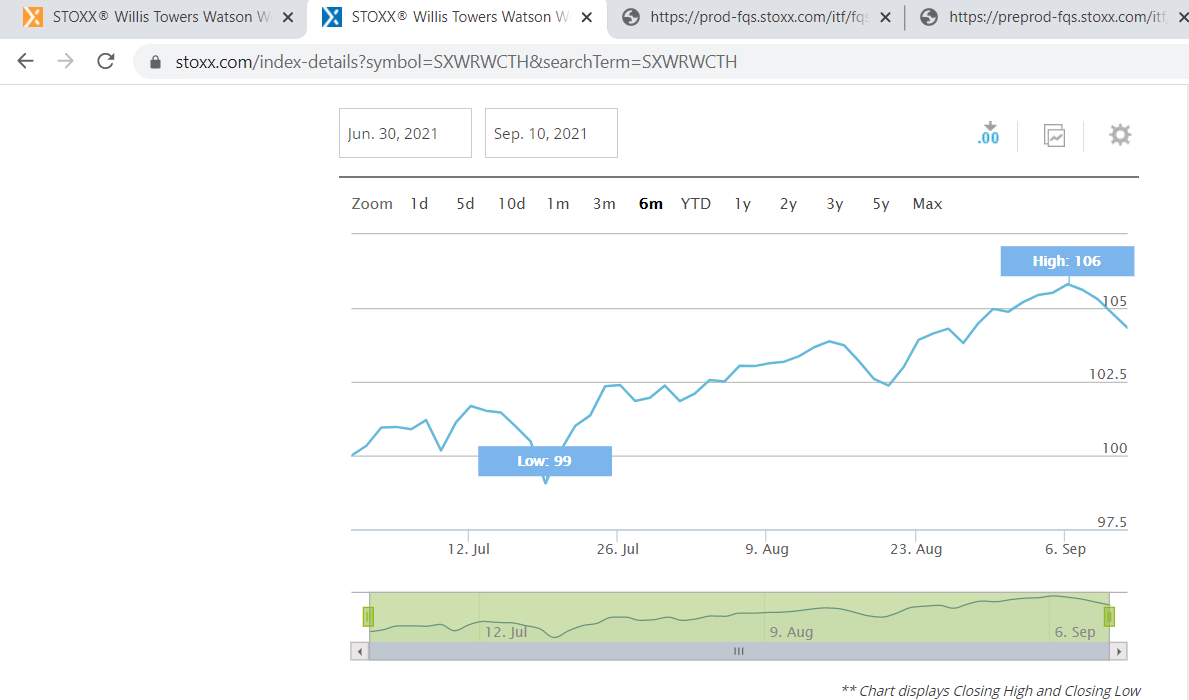 STOXX® Willis Towers Watson W
STOXX® Willis Towers Watson W
https://prod-fqs.stoxx.com/itf/fqs
https://preprod-fqs.stoxx.com/itf/
stoxx.com/index-details?symbol=SXWRWCTH&searchTerm=SXWRWCTH
Jun. 30, 2021 Sep. 10, 2021
.00
Zoom 1d 5d 10d 1m 3m 6m YTD 1y 2y 3y 5y Max
High: 106
105
102.5
100
Low: 99
97.5
12. Jul 26. Jul 9. Aug 23. Aug 6. Sep
12. Jul 9. Aug 6. Sep
** Chart displays Closing High and Closing Low